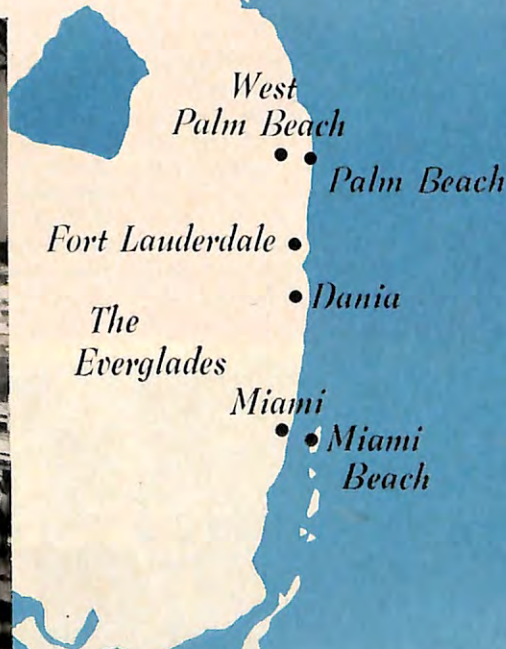 West
Palm Beach
Palm Beach
Fort Lauderdale
Dania
The
Everglades
Miami
Miami
Beach